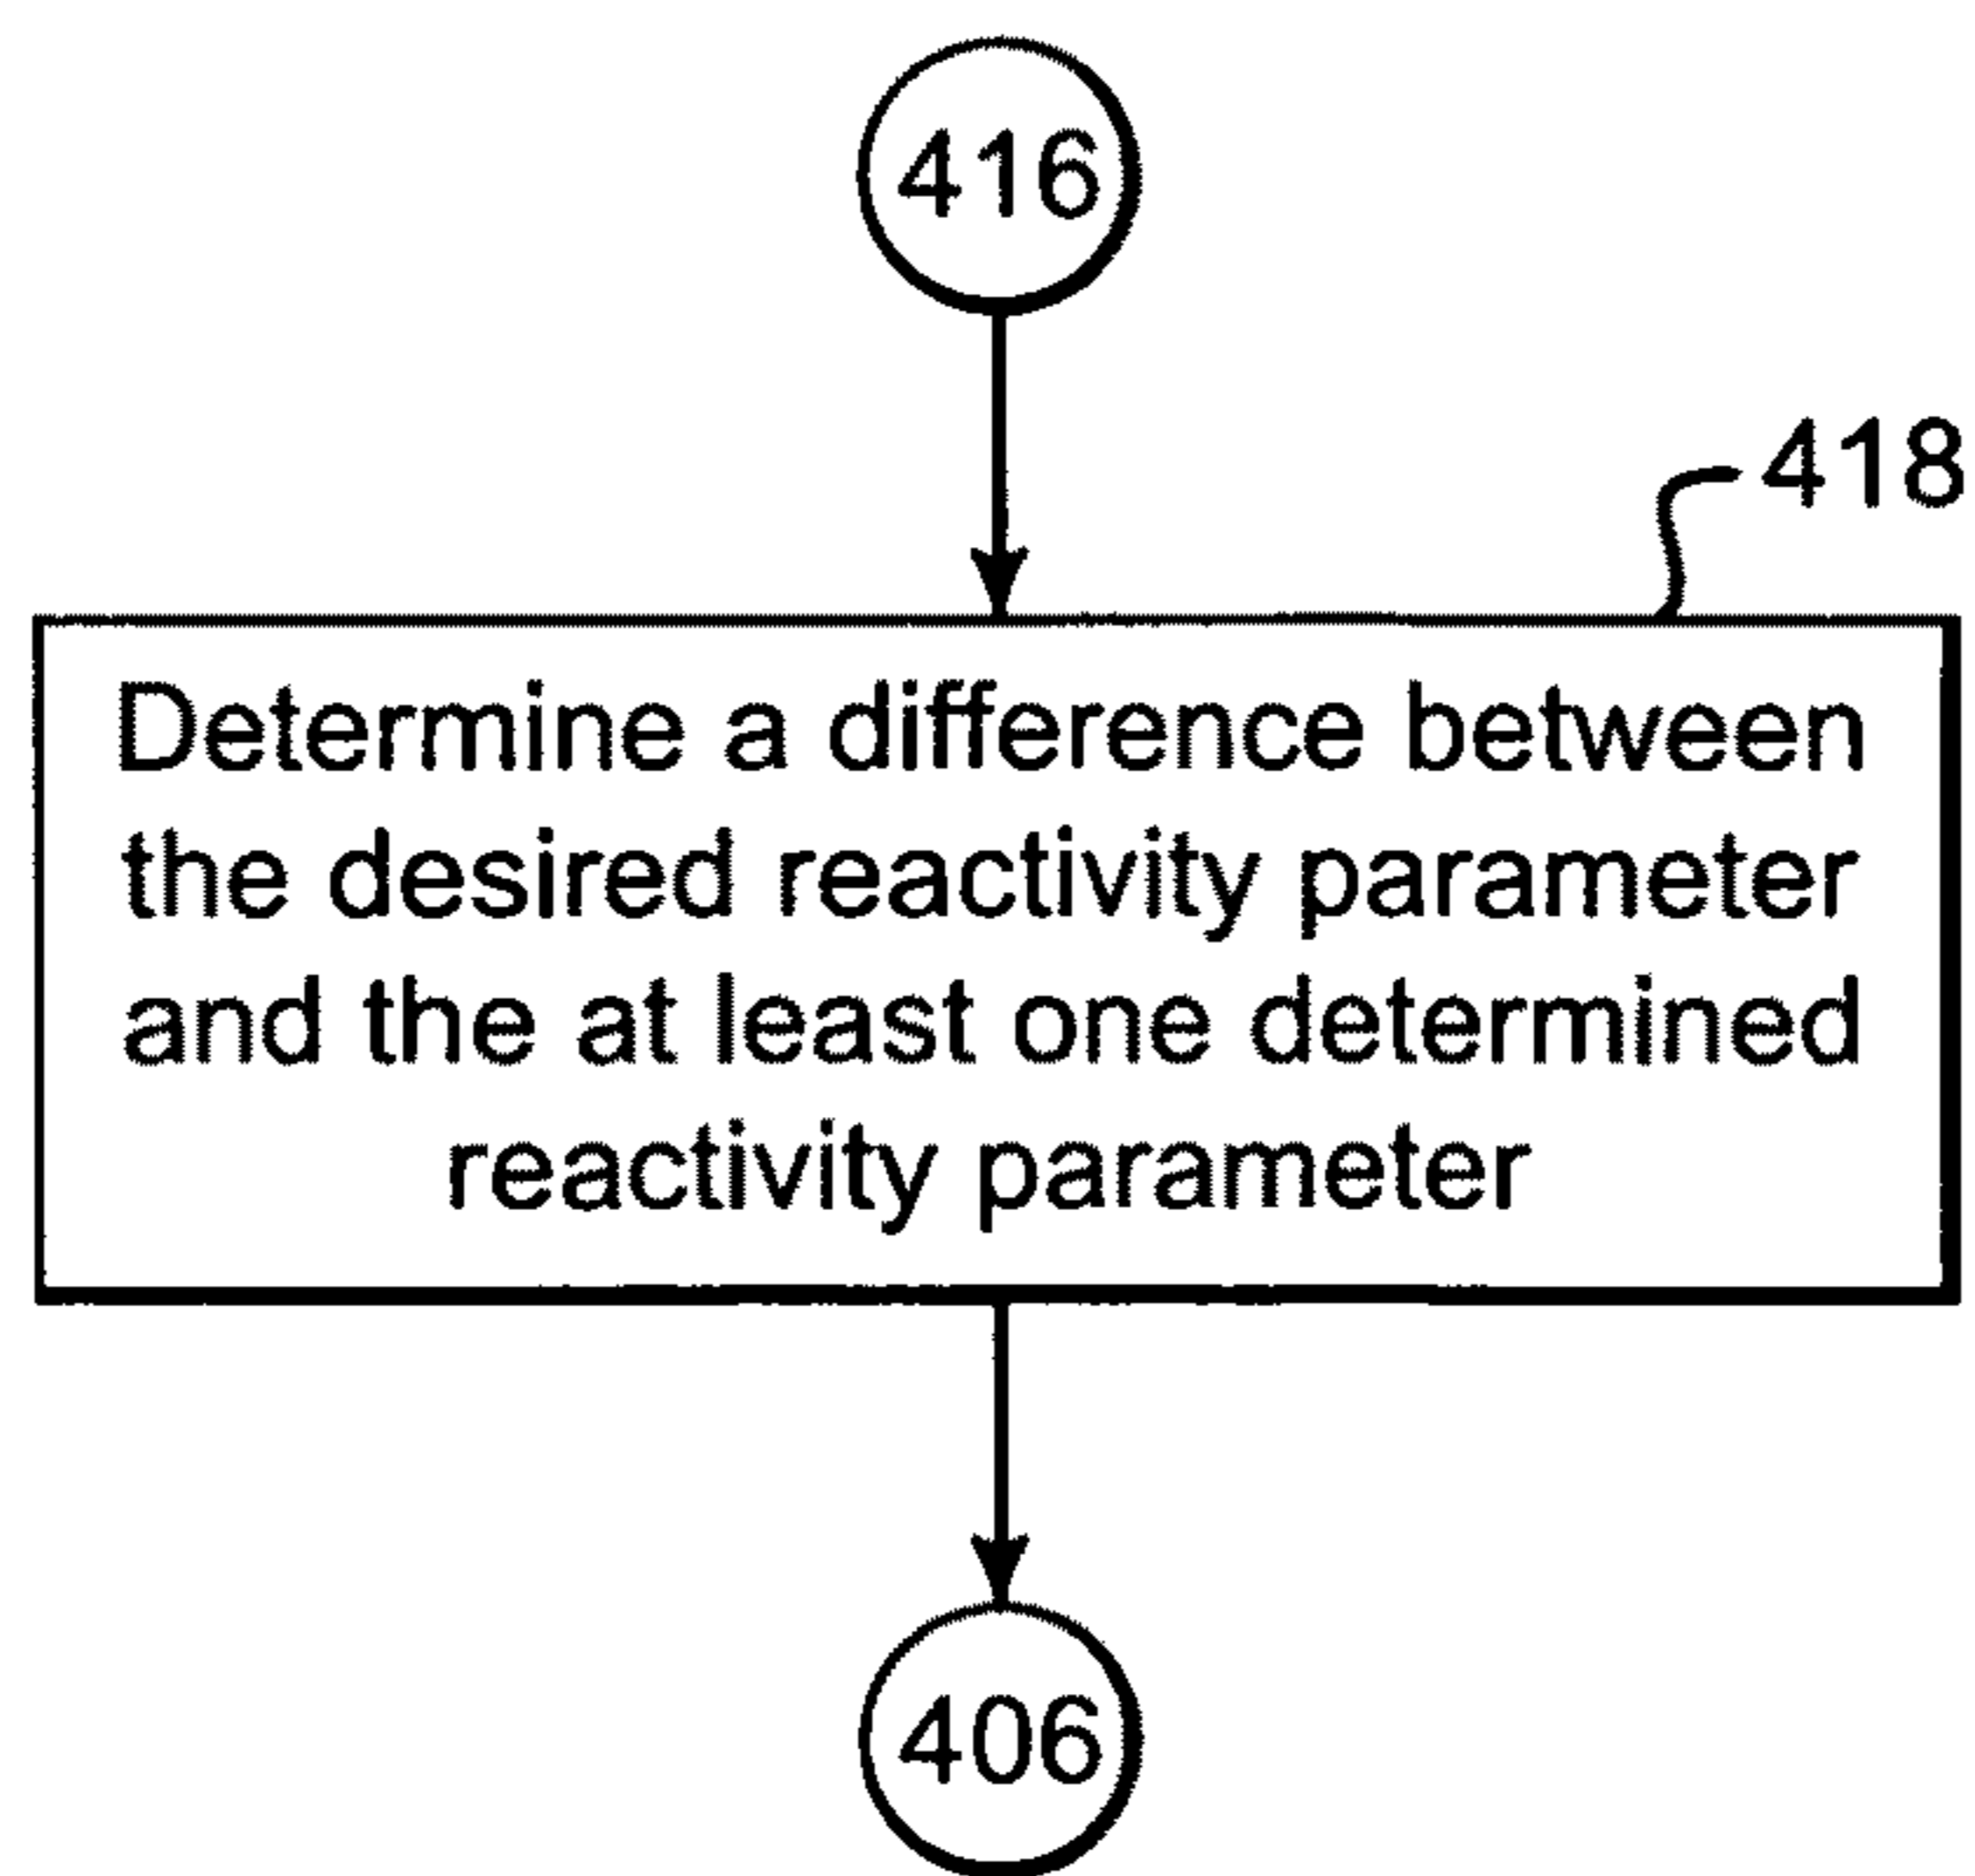 416
418
Determine a difference between
the desired reactivity parameter
and the at least one determined
reactivity parameter
406